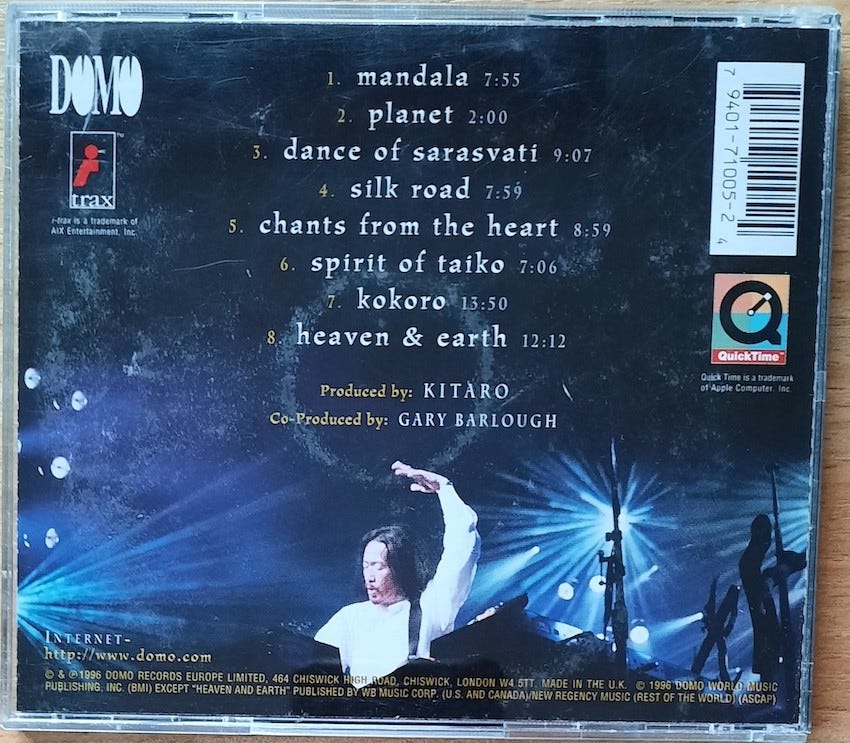 DOMO
trax
i-trax is a trademark of
AIX Entertainment, Inc.
1. mandala 7:55
2. planet 2:00
3. dance of sarasvati 9:07
4. silk road 7:59
5. chants from the heart 8:59
6. spirit of taiko 7:06
7. kokoro 13:50
8. heaven & earth 12:12
Produced by: KITARO
Co-Produced by: GARY BARLOUGH
7 9401-71005-2 4
QuickTime™
Quick Time is a trademark
of Apple Computer, Inc.
INTERNET-
http://www.domo.com
© & ℗ 1996 DOMO RECORDS EUROPE LIMITED, 464 CHISWICK HIGH ROAD, CHISWICK, LONDON W4 5TT. MADE IN THE U.K. © 1996 DOMO WORLD MUSIC
PUBLISHING, INC. (BMI) EXCEPT "HEAVEN AND EARTH" PUBLISHED BY WB MUSIC CORP. (U.S. AND CANADA)/NEW REGENCY MUSIC (REST OF THE WORLD) (ASCAP)